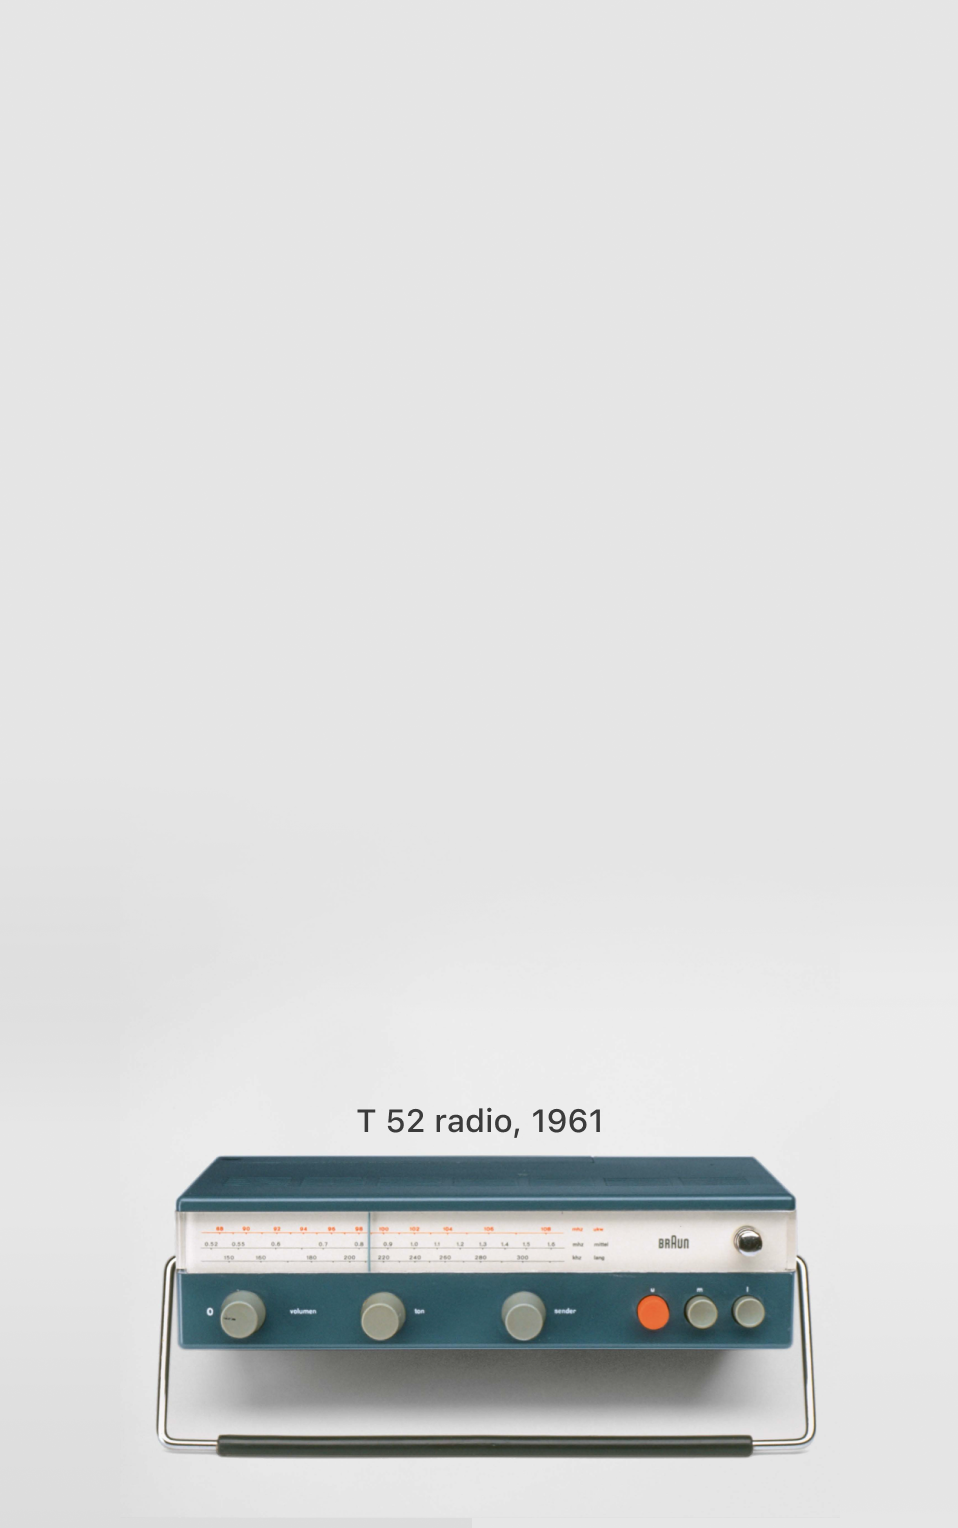 T 52 radio, 1961
88 90 92 94 96 98 100 102 104 106 108 mhz ukw
0.52 0.55 0.6 0.7 0.8 0.9 1.0 1.1 1.2 1.3 1.4 1.5 1.6 mhz mittel
150 160 180 200 220 240 260 280 300 khz lang
BRAUN
u m l
0 volumen ton sender